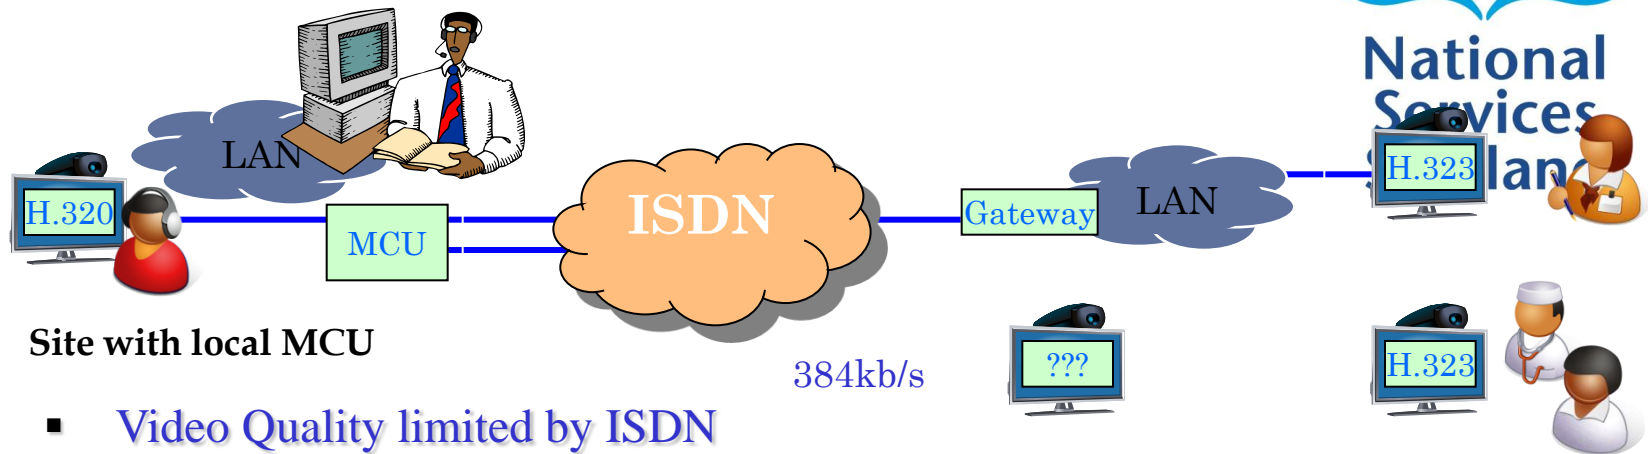 National
Services
LAN
H.323
H.320
LAN
ISDN
Gateway
MCU
Site with local MCU
384kb/s
???
H.323
▪ Video Quality limited by ISDN